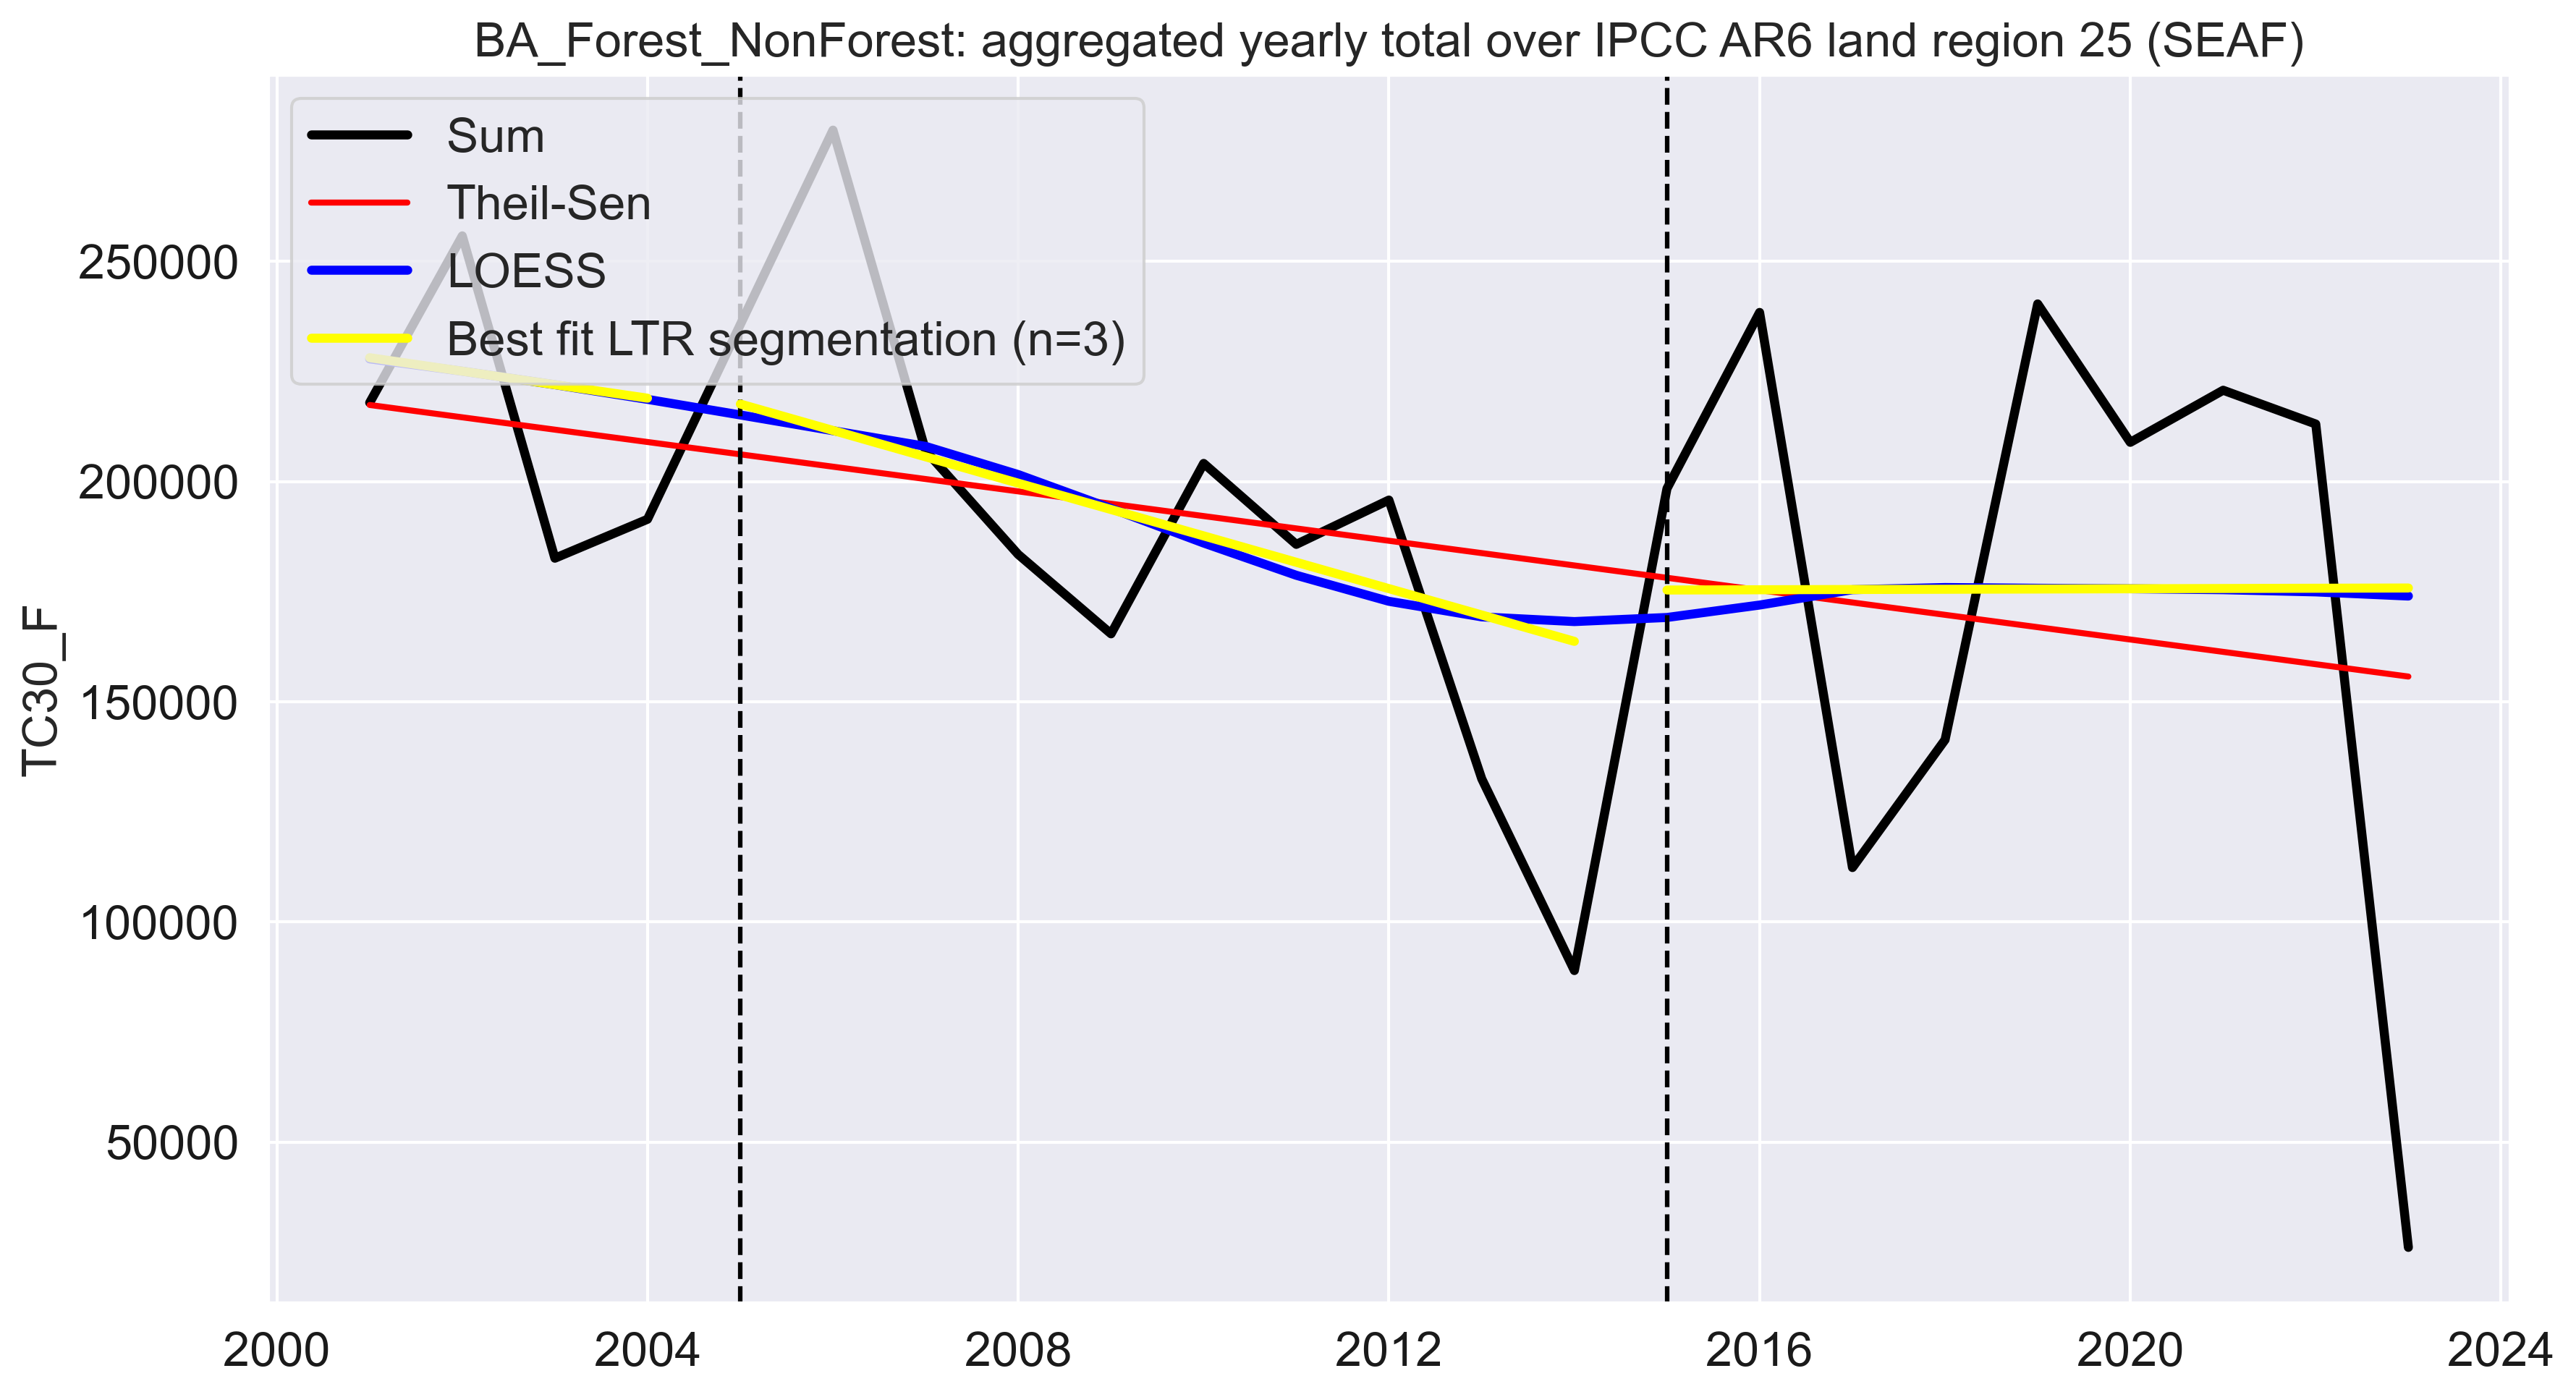 BA_Forest_NonForest: aggregated yearly total over IPCC AR6 land region 25 (SEAF)
Sum
Theil-Sen
LOESS
Best fit LTR segmentation (n=3)
TC30_F
250000
200000
150000
100000
50000
2000 2004 2008 2012 2016 2020 2024